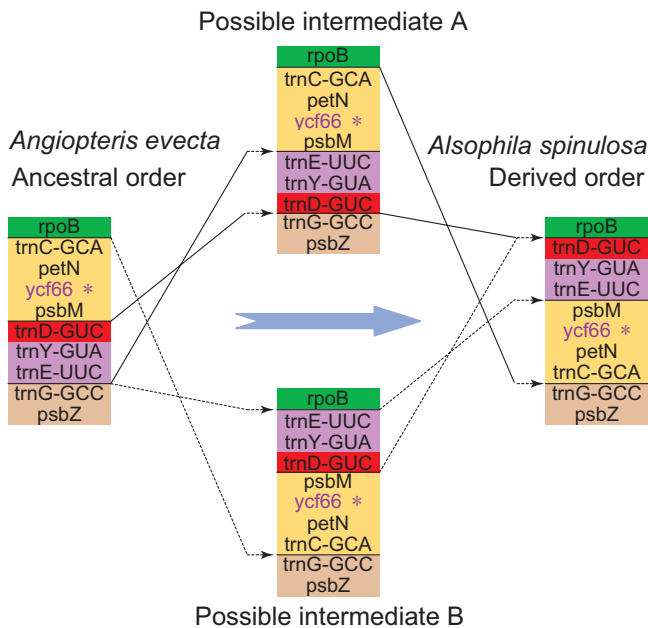 Possible intermediate A
rpoB
trnC-GCA
petN
ycf66 *
psbM
trnE-UUC
trnY-GUA
trnD-GUC
trnG-GCC
psbZ
Angiopteris evecta
Ancestral order
rpoB
trnC-GCA
petN
ycf66 *
psbM
trnD-GUC
trnY-GUA
trnE-UUC
trnG-GCC
psbZ
Alsophila spinulosa
Derived order
rpoB
trnD-GUC
trnY-GUA
trnE-UUC
psbM
ycf66 *
petN
trnC-GCA
trnG-GCC
psbZ
rpoB
trnE-UUC
trnY-GUA
trnD-GUC
psbM
ycf66 *
petN
trnC-GCA
trnG-GCC
psbZ
Possible intermediate B